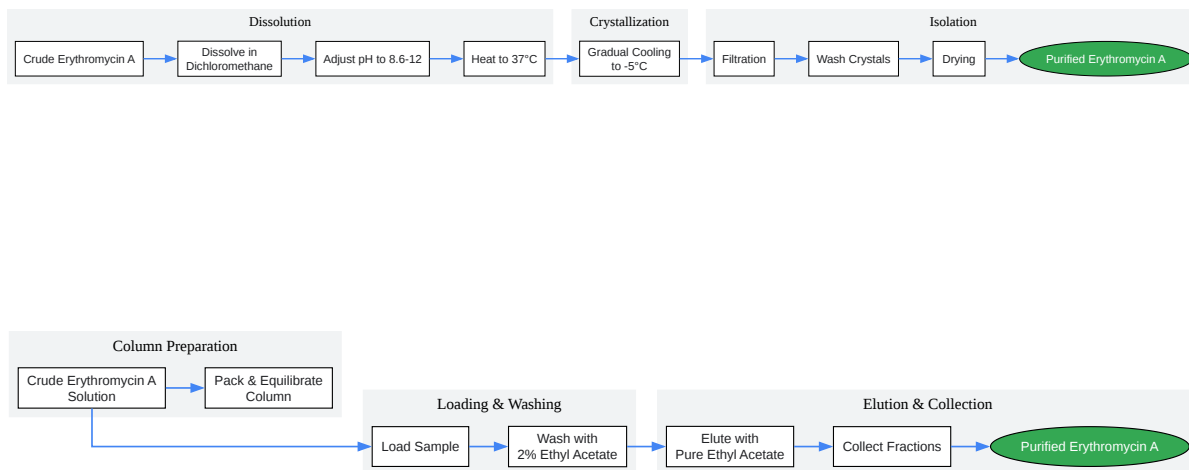 Dissolution
Crude Erythromycin A
Dissolve in
Dichloromethane
Adjust pH to 8.6-12
Heat to 37°C
Crystallization
Gradual Cooling
to -5°C
Isolation
Filtration
Wash Crystals
Drying
Purified Erythromycin A
Column Preparation
Crude Erythromycin A
Solution
Pack & Equilibrate
Column
Loading & Washing
Load Sample
Wash with
2% Ethyl Acetate
Elution & Collection
Elute with
Pure Ethyl Acetate
Collect Fractions
Purified Erythromycin A